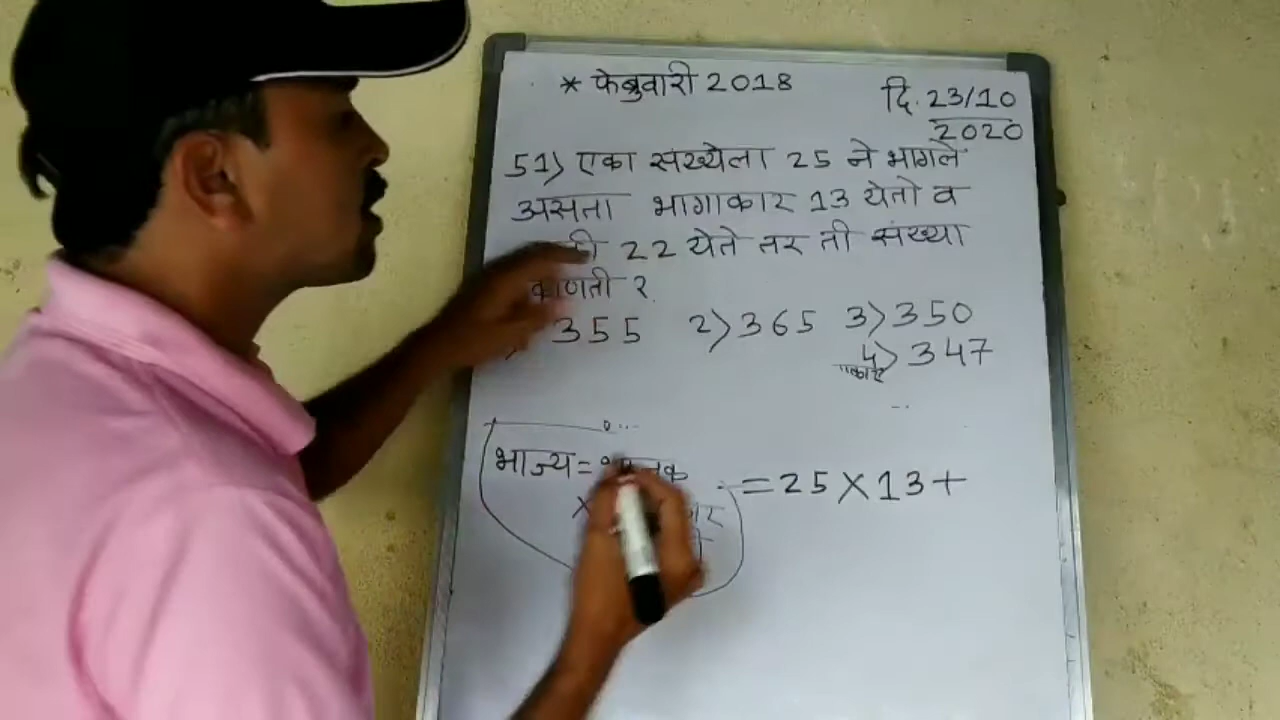 * फेब्रुवारी 2018
दि. 23/10
2020
51) एका संख्येला 25 ने भागले
असता भागाकार 13 येतो व
22 येते तर ती संख्या
कोणती ?
355 2) 365 3) 350
4) 347
भाज्य =
×
= 25 × 13 +